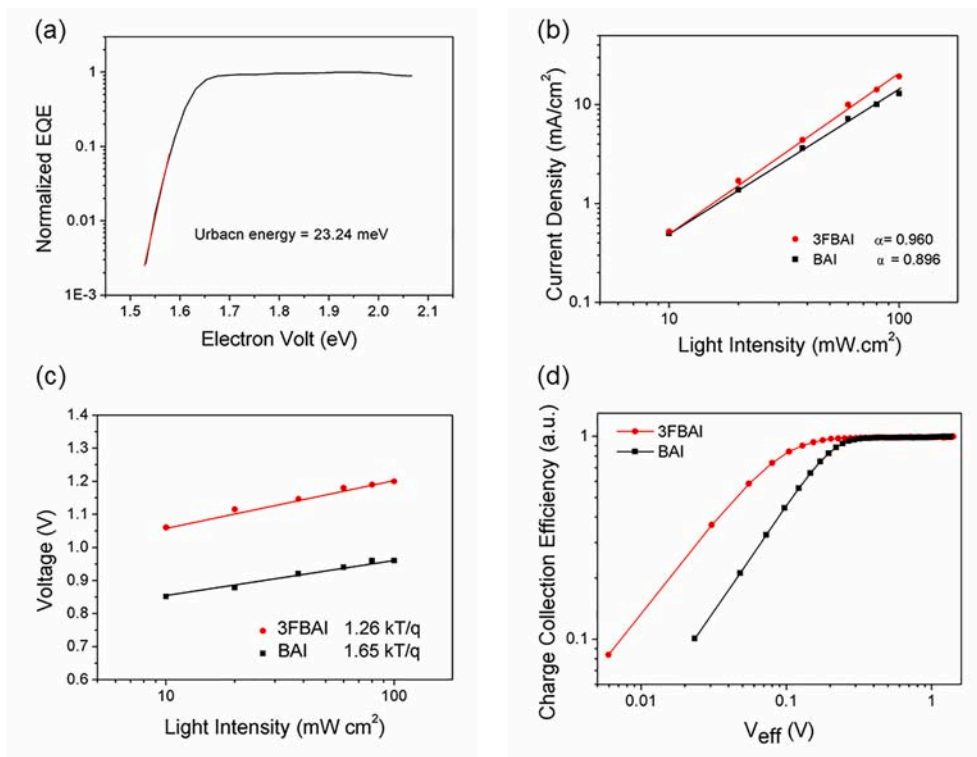 (a)
Normalized EQE
1
0.1
0.01
1E-3
Urbacn energy = 23.24 meV
1.5 1.6 1.7 1.8 1.9 2.0 2.1
Electron Volt (eV)
(b)
Current Density (mA/cm²)
10
1
0.1
3FBAI α= 0.960
BAI α = 0.896
10 100
Light Intensity (mW.cm²)
(c)
Voltage (V)
1.4
1.3
1.2
1.1
1.0
0.9
0.8
0.7
0.6
3FBAI 1.26 kT/q
BAI 1.65 kT/q
10 100
Light Intensity (mW cm²)
(d)
Charge Collection Efficiency (a.u.)
1
0.1
3FBAI
BAI
0.01 0.1 1
Veff (V)